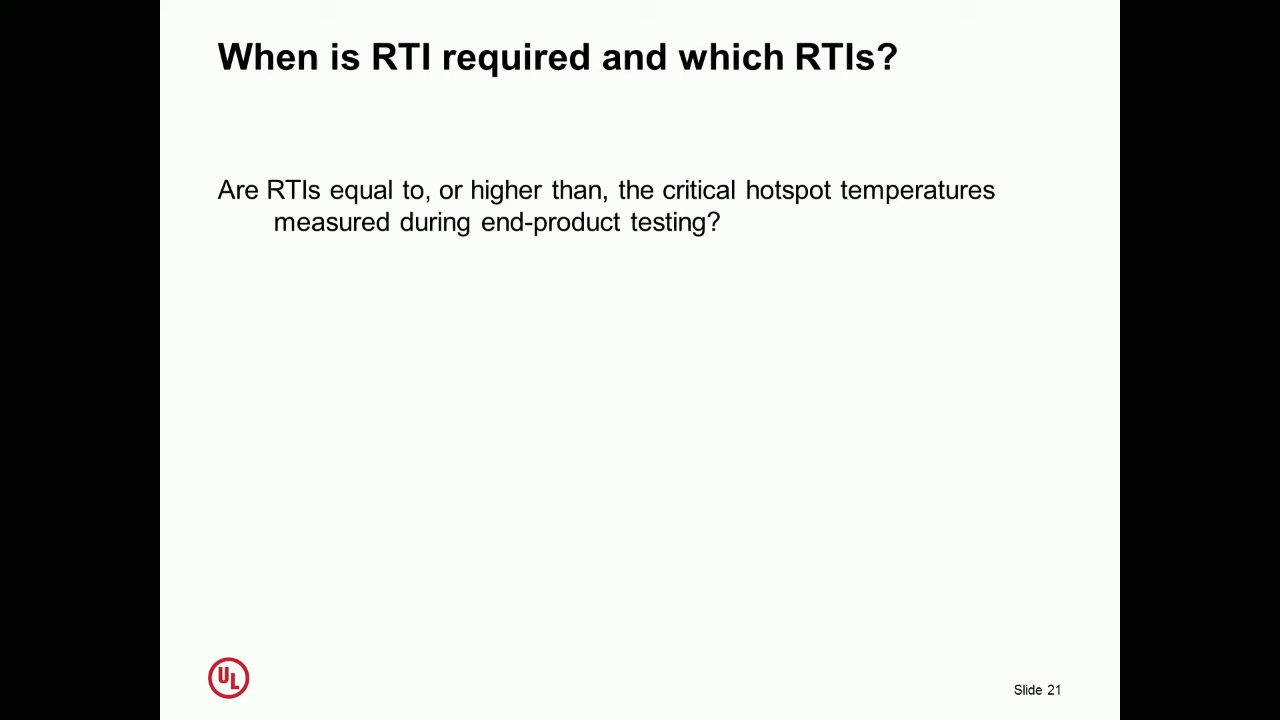 When is RTI required and which RTIs?
Are RTIs equal to, or higher than, the critical hotspot temperatures
measured during end-product testing?
UL
Slide 21